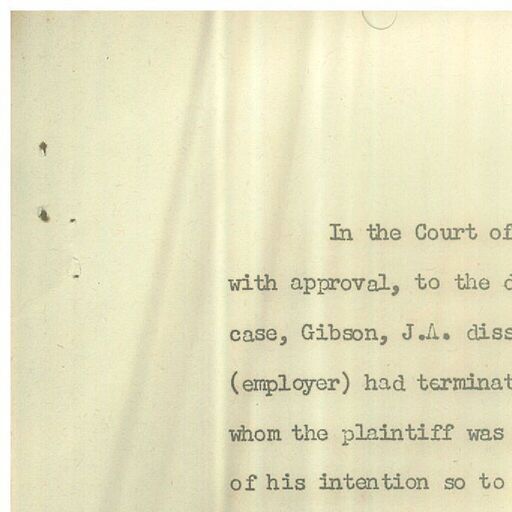 In the Court of
with approval, to the
case, Gibson, J.A. diss
(employer) had terminat
whom the plaintiff was
of his intention so to